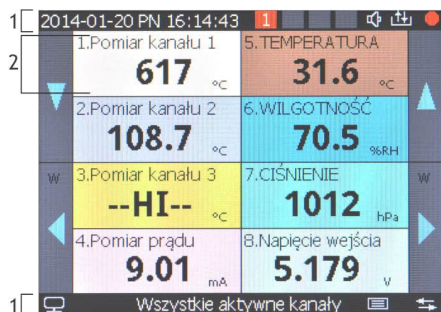 1 2014-01-20 PN 16:14:43 1
2
1.Pomiar kanału 1
617 °C
5.TEMPERATURA
31.6 °C
2.Pomiar kanału 2
108.7 °C
6.WILGOTNOŚĆ
70.5 %RH
W
3.Pomiar kanału 3
--HI-- °C
7.CIŚNIENIE
1012 hPa
W
4.Pomiar prądu
9.01 mA
8.Napięcie wejścia
5.179 V
1 Wszystkie aktywne kanały